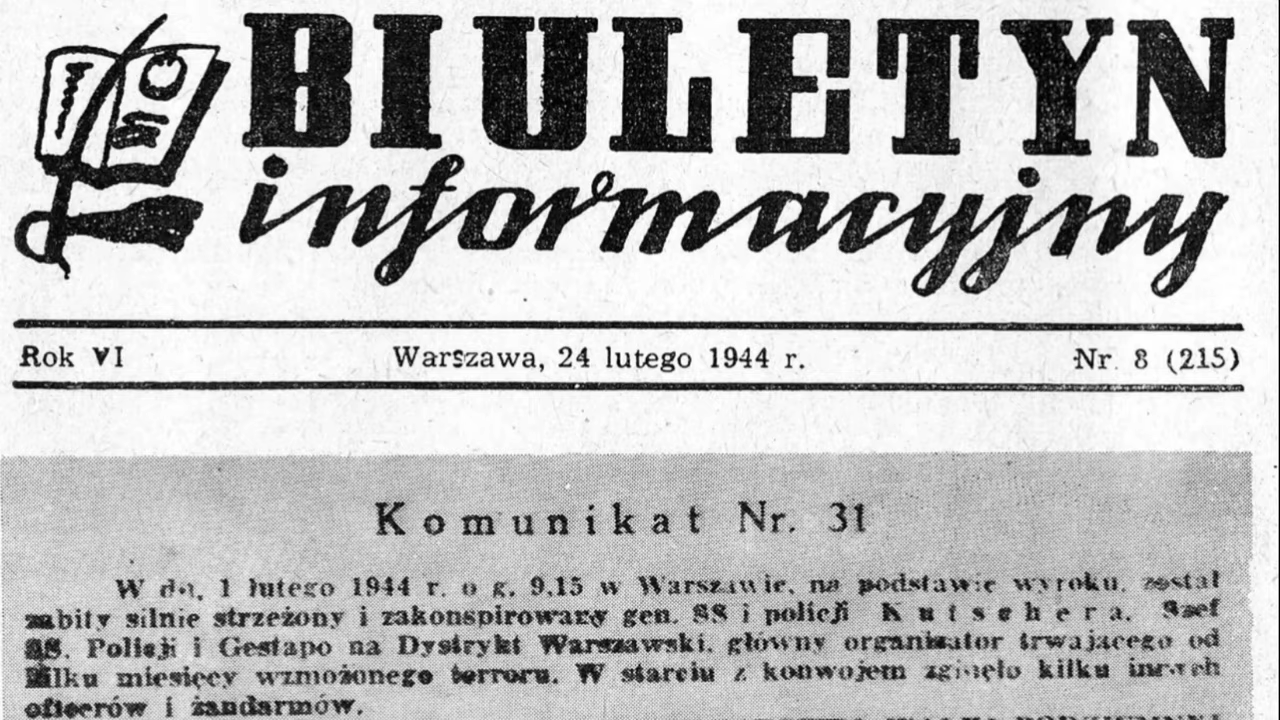 BIULETYN
informacyjny
Rok VI Warszawa, 24 lutego 1944 r. Nr. 8 (215)
Komunikat Nr. 31
W dn. 1 lutego 1944 r. o g. 9.15 w Warszawie, na podstawie wyroku, został
zabity silnie strzeżony i zakonspirowany gen. SS i policji Kutschera. Szef
SS. Policji i Gestapo na Dystrykt Warszawski, główny organizator trwającego od
kilku miesięcy wzmożonego terroru. W starciu z konwojem zginęło kilku innych
oficerów i żandarmów.